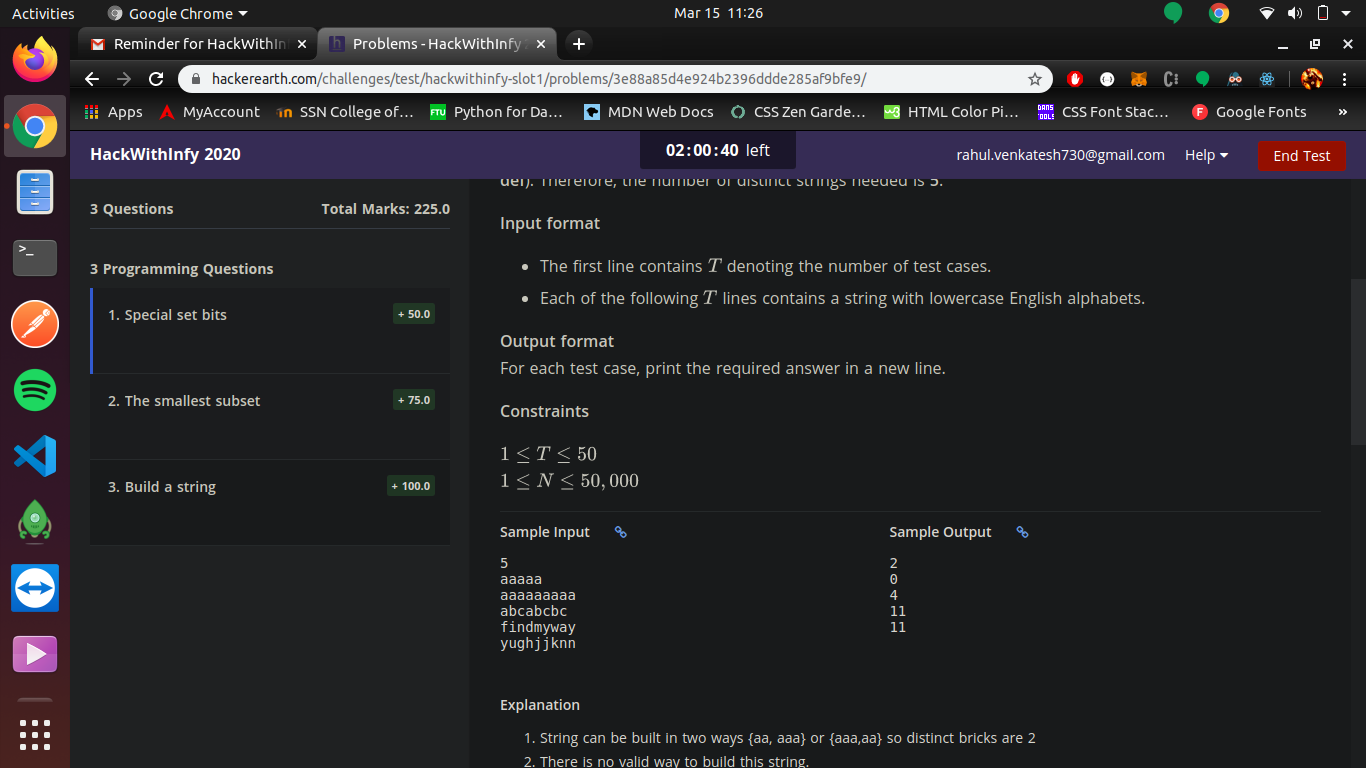 Activities
Google Chrome
Mar 15 11:26
Reminder for HackWithIn
Problems - HackWithInfy 2
hackerearth.com/challenges/test/hackwithinfy-slot1/problems/3e88a85d4e924b2396ddde285af9bfe9/
Apps
MyAccount
SSN College of…
FTU
Python for Da…
MDN Web Docs
CSS Zen Garde…
HTML Color Pi…
CSS Font Stac…
Google Fonts
»
HackWithInfy 2020
02:00:40 left
rahul.venkatesh730@gmail.com
Help
End Test
3 Questions
Total Marks: 225.0
3 Programming Questions
1. Special set bits
+ 50.0
2. The smallest subset
+ 75.0
3. Build a string
+ 100.0
def). Therefore, the number of distinct strings needed is 5.
Input format
• The first line contains T denoting the number of test cases.
• Each of the following T lines contains a string with lowercase English alphabets.
Output format
For each test case, print the required answer in a new line.
Constraints
1 ≤ T ≤ 50
1 ≤ N ≤ 50,000
Sample Input
5
aaaaa
aaaaaaaaa
abcabcbc
findmyway
yughjjknn
Sample Output
2
0
4
11
11
Explanation
1. String can be built in two ways {aa, aaa} or {aaa,aa} so distinct bricks are 2
2. There is no valid way to build this string.